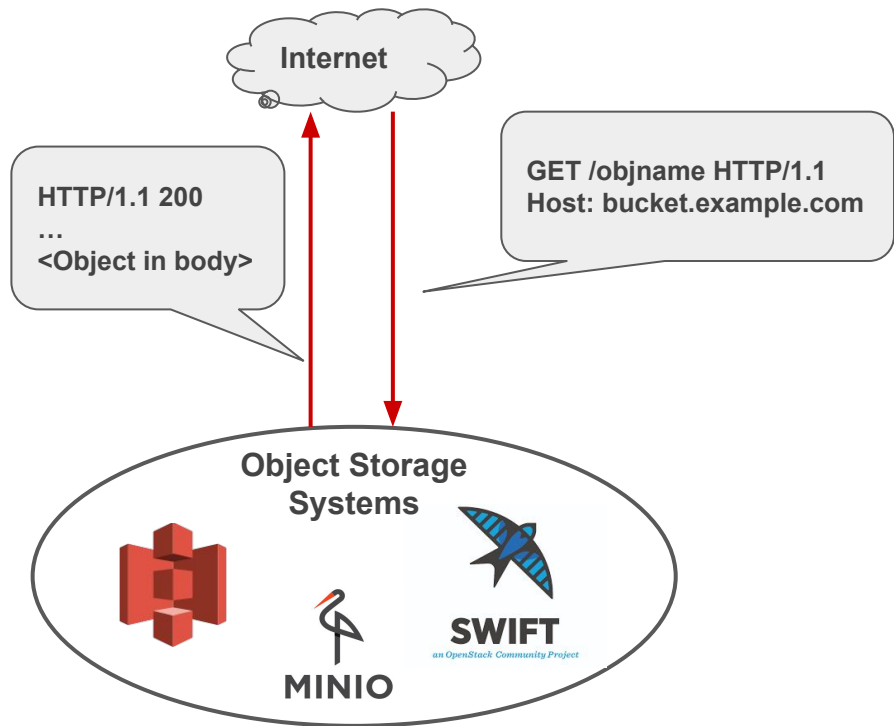 Internet
GET /objname HTTP/1.1
Host: bucket.example.com
HTTP/1.1 200
…
<Object in body>
Object Storage
Systems
SWIFT
an OpenStack Community Project
MINIO